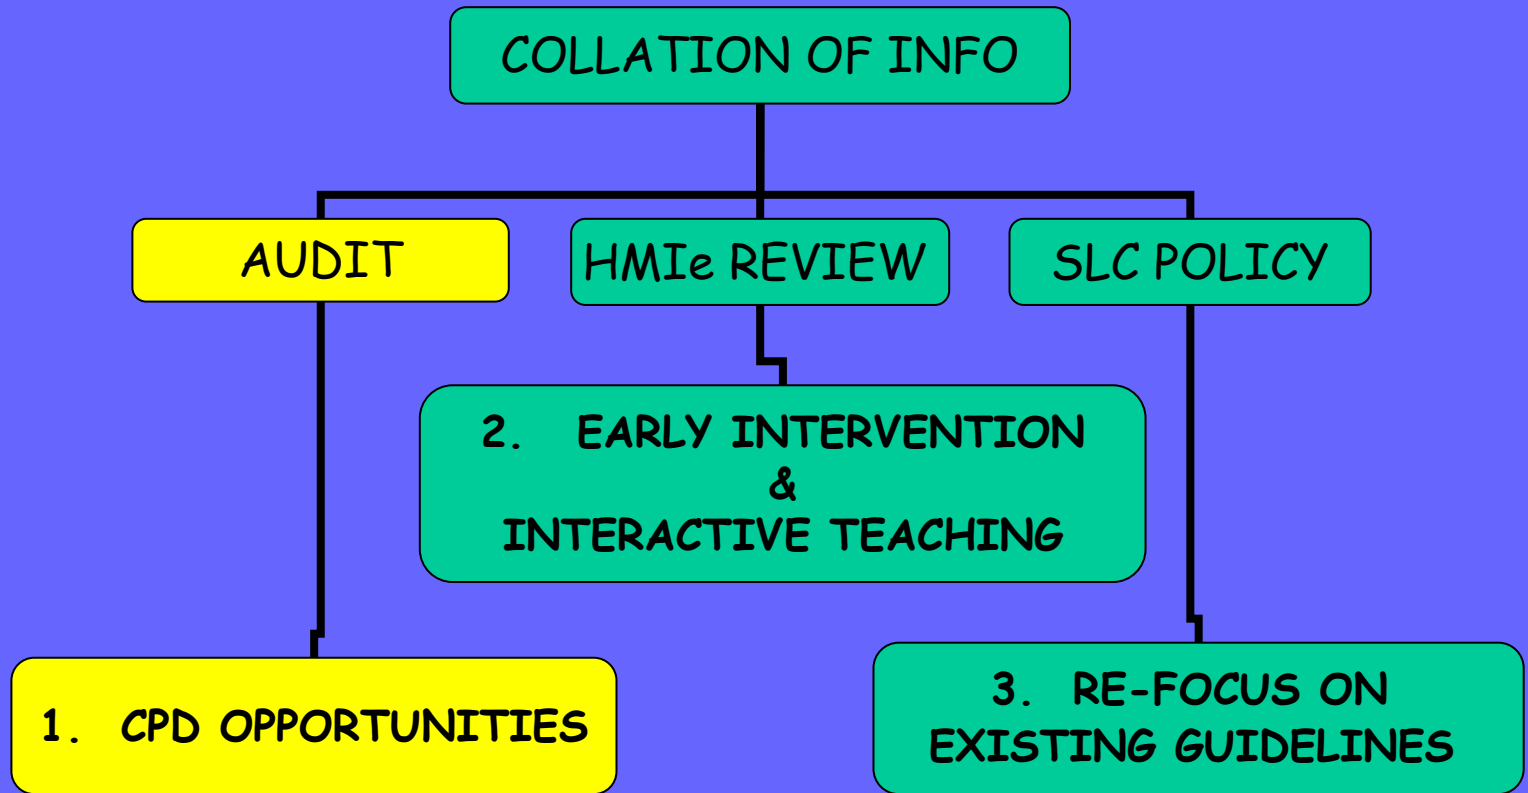 COLLATION OF INFO
AUDIT
HMIe REVIEW
SLC POLICY
2. EARLY INTERVENTION
&
INTERACTIVE TEACHING
1. CPD OPPORTUNITIES
3. RE-FOCUS ON
EXISTING GUIDELINES